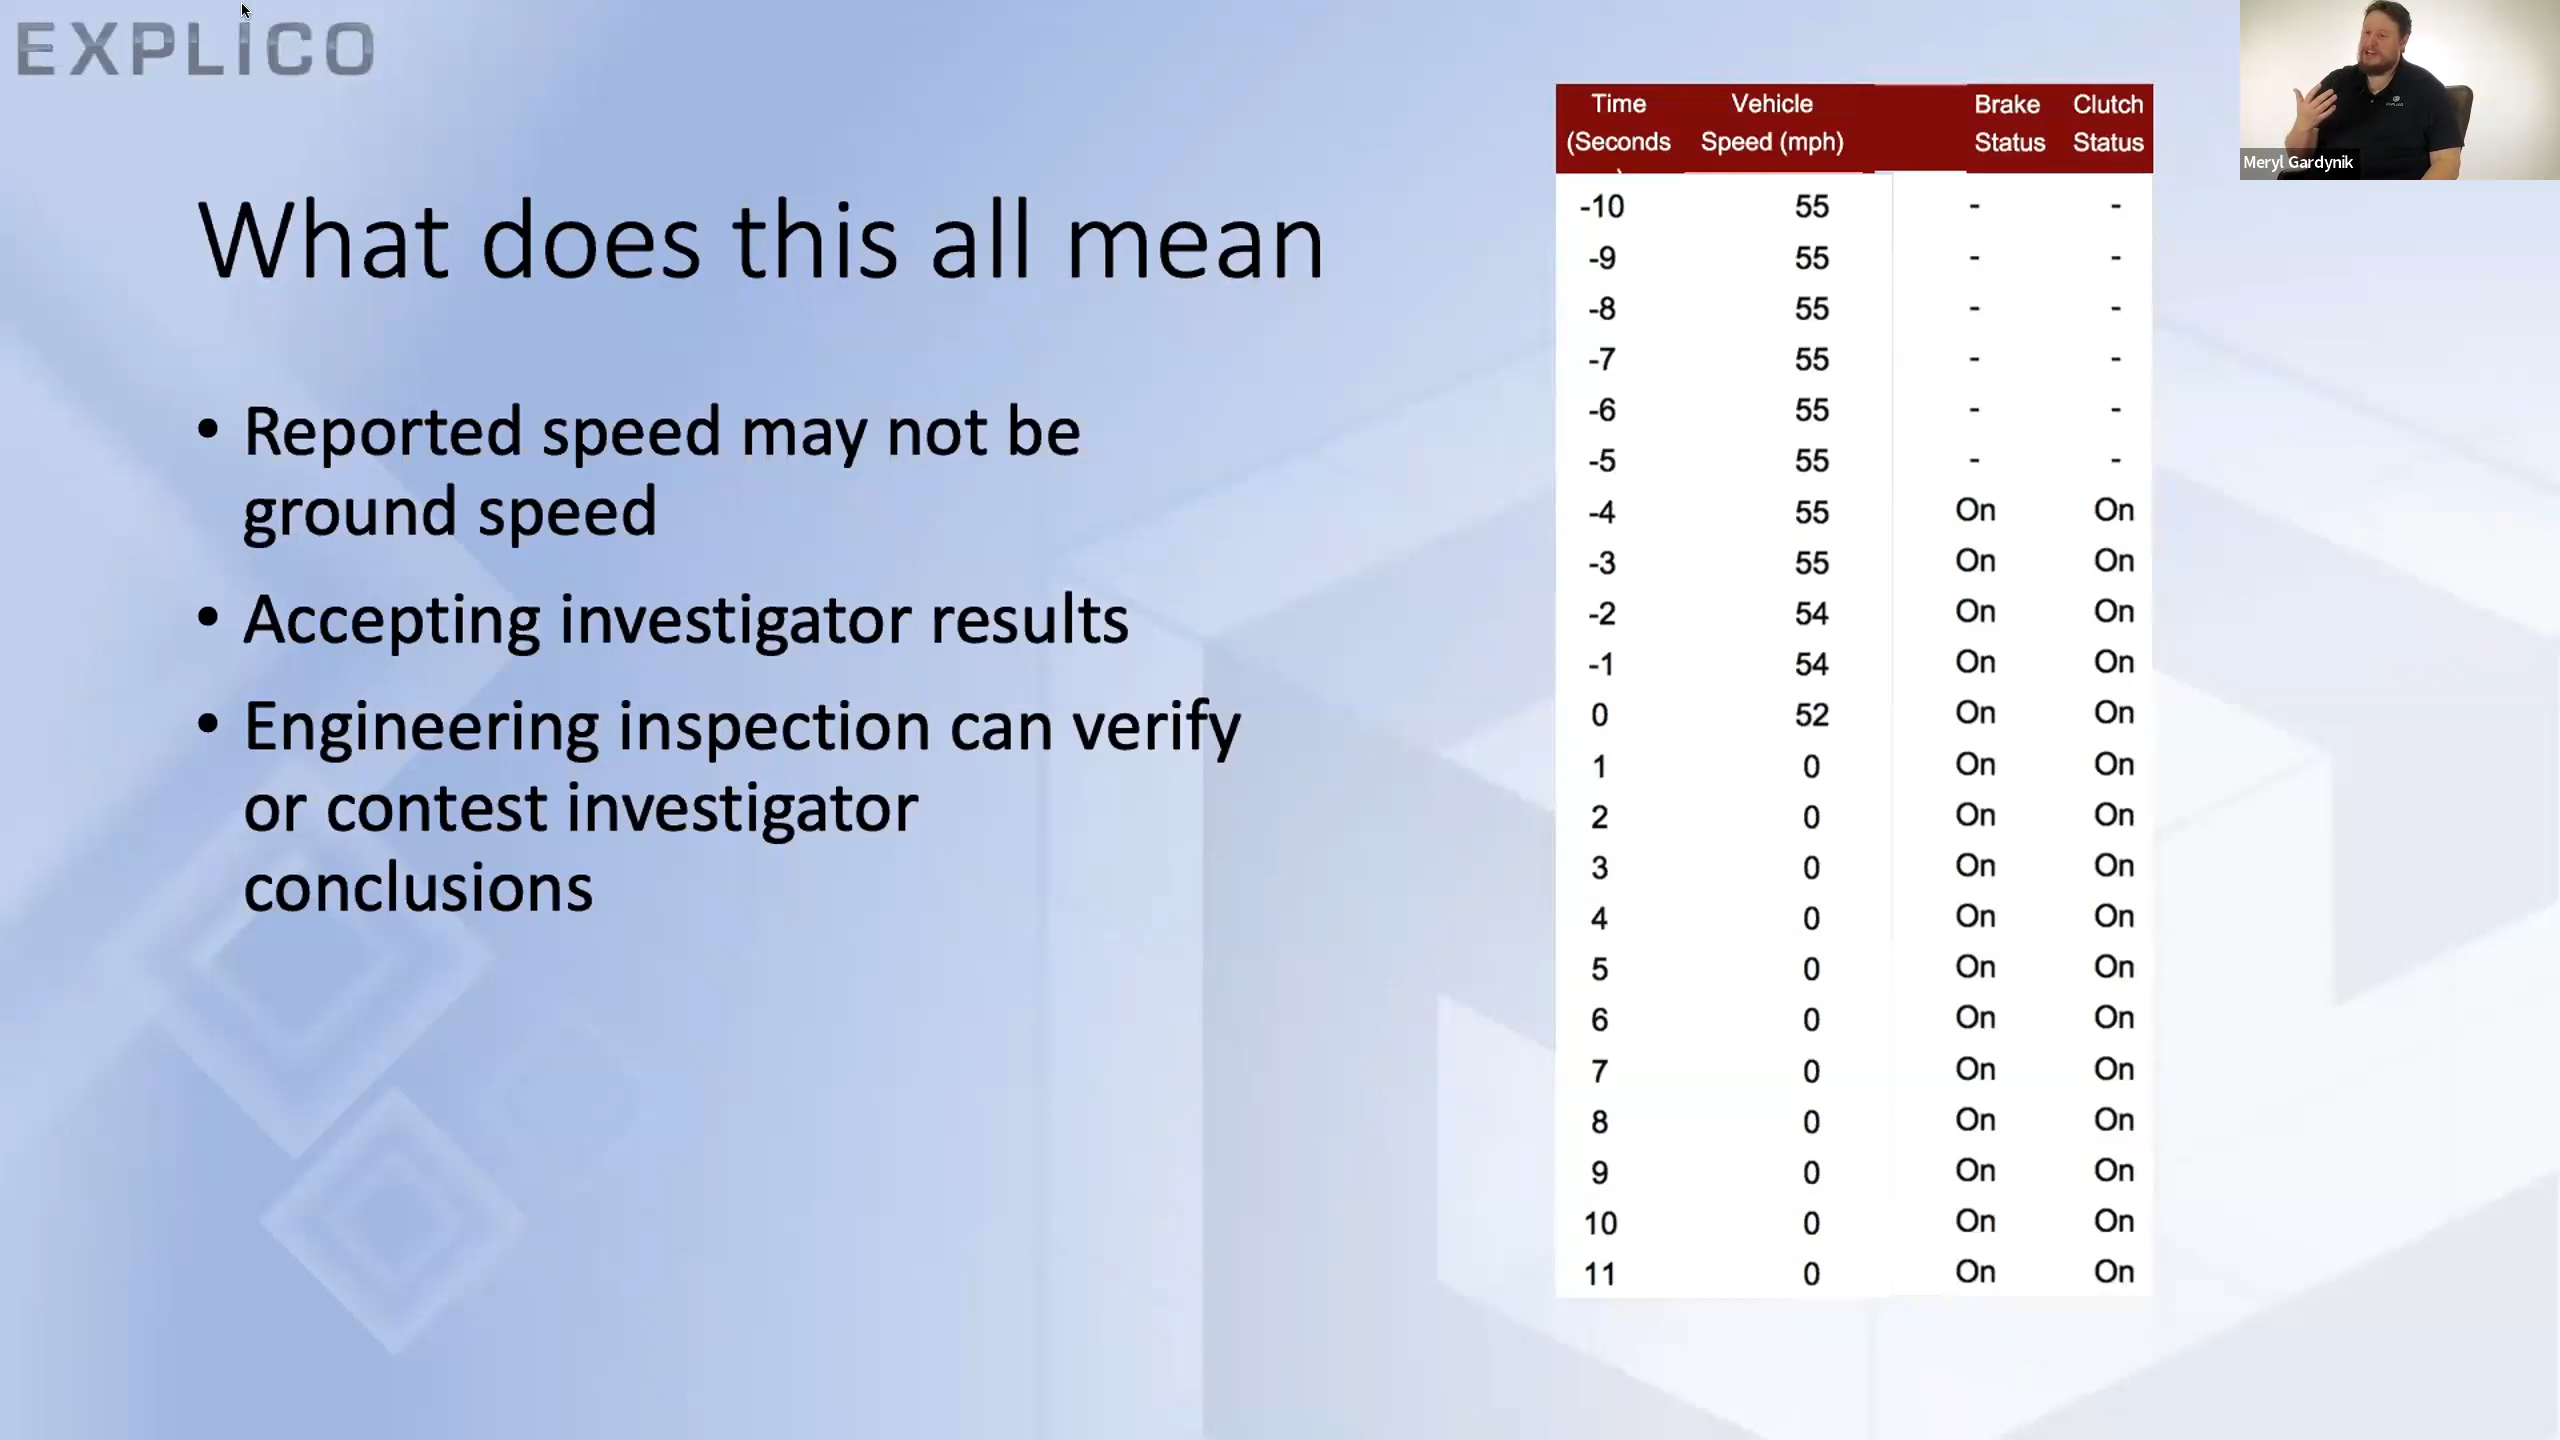 EXPLICO
What does this all mean
• Reported speed may not be
ground speed
• Accepting investigator results
• Engineering inspection can verify
or contest investigator
conclusions
Time Vehicle Brake Clutch
(Seconds Speed (mph) Status Status
)
-10 55 - -
-9 55 - -
-8 55 - -
-7 55 - -
-6 55 - -
-5 55 - -
-4 55 On On
-3 55 On On
-2 54 On On
-1 54 On On
0 52 On On
1 0 On On
2 0 On On
3 0 On On
4 0 On On
5 0 On On
6 0 On On
7 0 On On
8 0 On On
9 0 On On
10 0 On On
11 0 On On
Meryl Gardynik